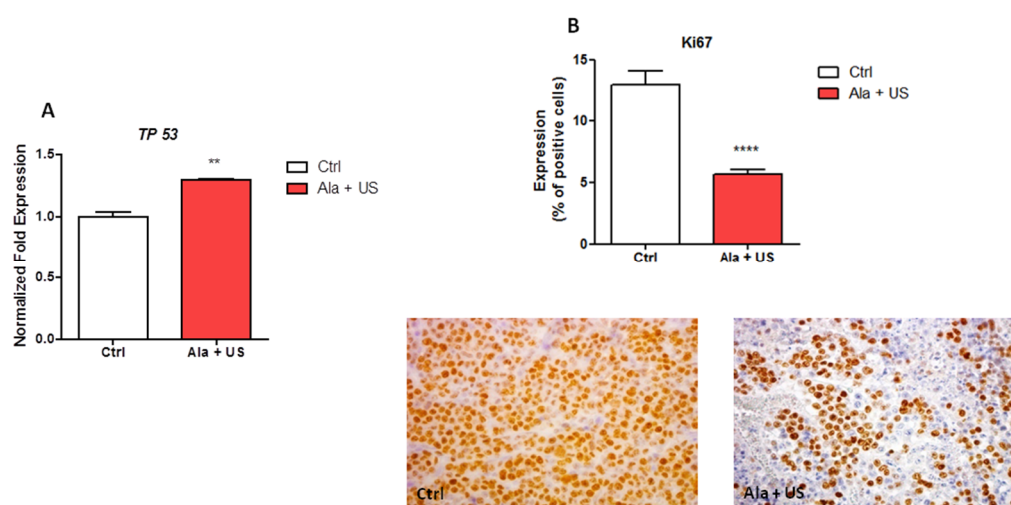 A
TP 53
Normalized Fold Expression
1.5
1.0
0.5
0.0
**
Ctrl
Ala + US
Ctrl
Ala + US
B
Ki67
Expression
(% of positive cells)
15
10
5
0
****
Ctrl
Ala + US
Ctrl
Ala + US
Ctrl
Ala + US